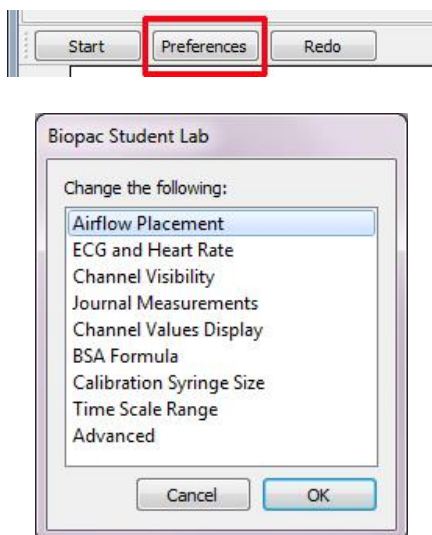 Start Preferences Redo
Biopac Student Lab
Change the following:
Airflow Placement
ECG and Heart Rate
Channel Visibility
Journal Measurements
Channel Values Display
BSA Formula
Calibration Syringe Size
Time Scale Range
Advanced
Cancel OK